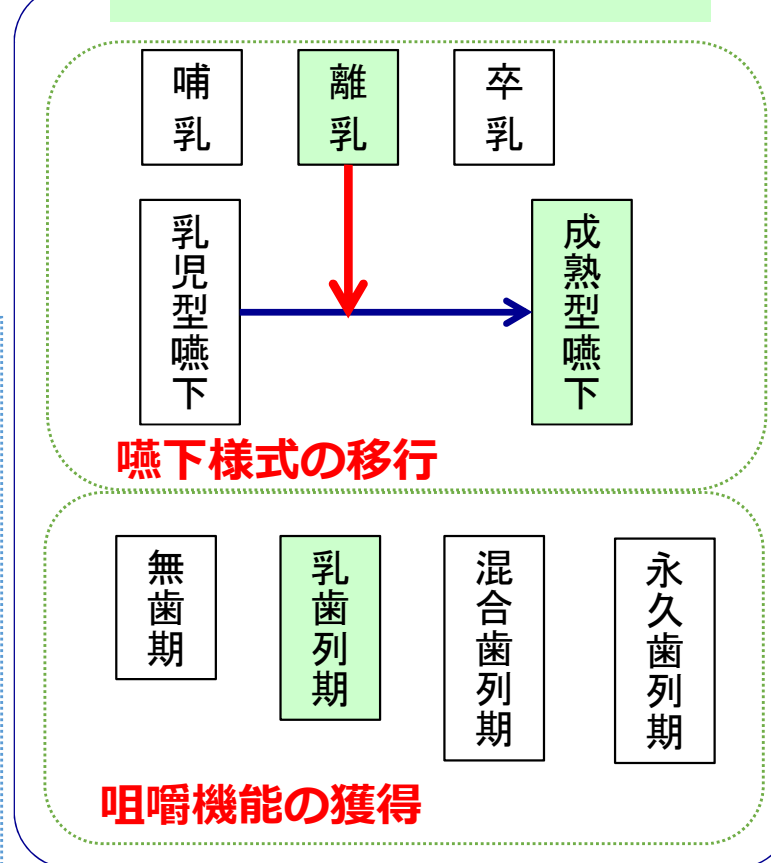 哺乳
離乳
卒乳
乳児型嚥下
成熟型嚥下
嚥下様式の移行
無歯期
乳歯列期
混合歯列期
永久歯列期
咀嚼機能の獲得